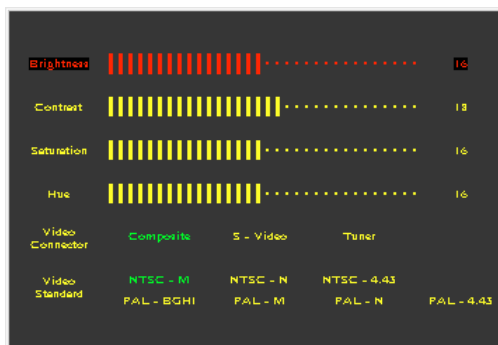 Brightness 16
Contrast 18
Saturation 16
Hue 16
Video Connector Composite S - Video Tuner
Video Standard NTSC - M NTSC - N NTSC - 4.43
PAL - BGHI PAL - M PAL - N PAL - 4.43